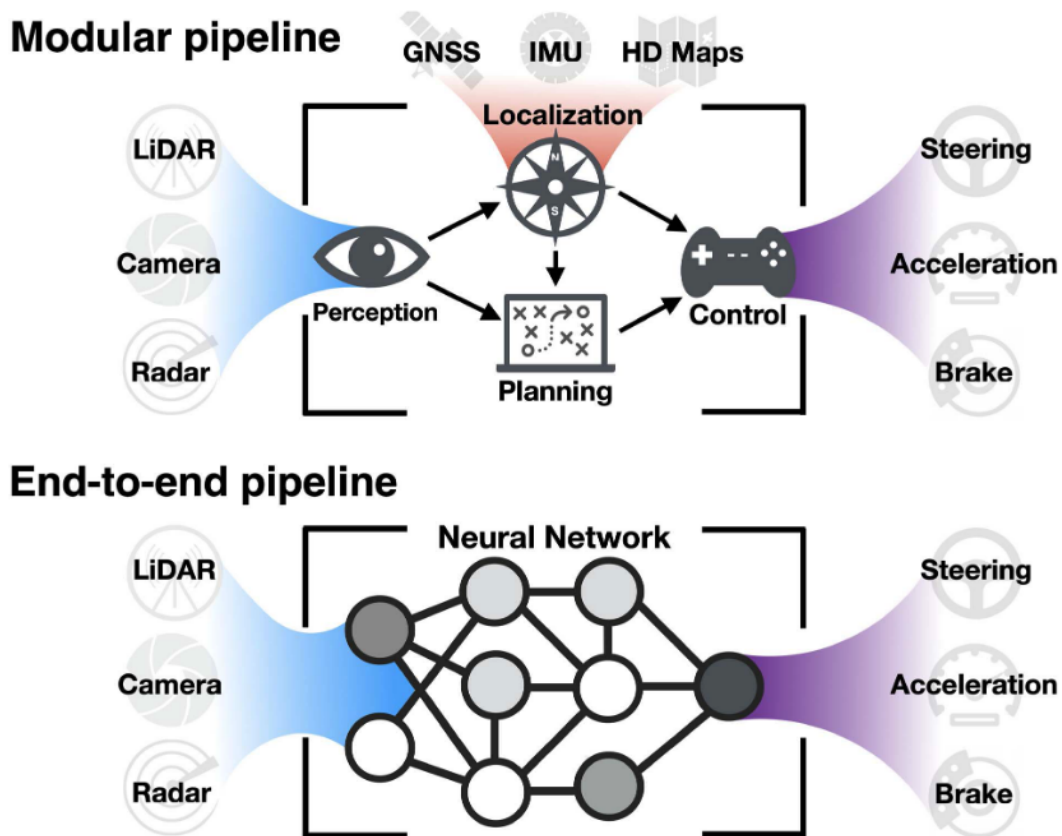 Modular pipeline
GNSS IMU HD Maps
Localization
LiDAR
Camera
Radar
N
S
Perception
Planning
Control
Steering
Acceleration
Brake
End-to-end pipeline
Neural Network
LiDAR
Camera
Radar
Steering
Acceleration
Brake